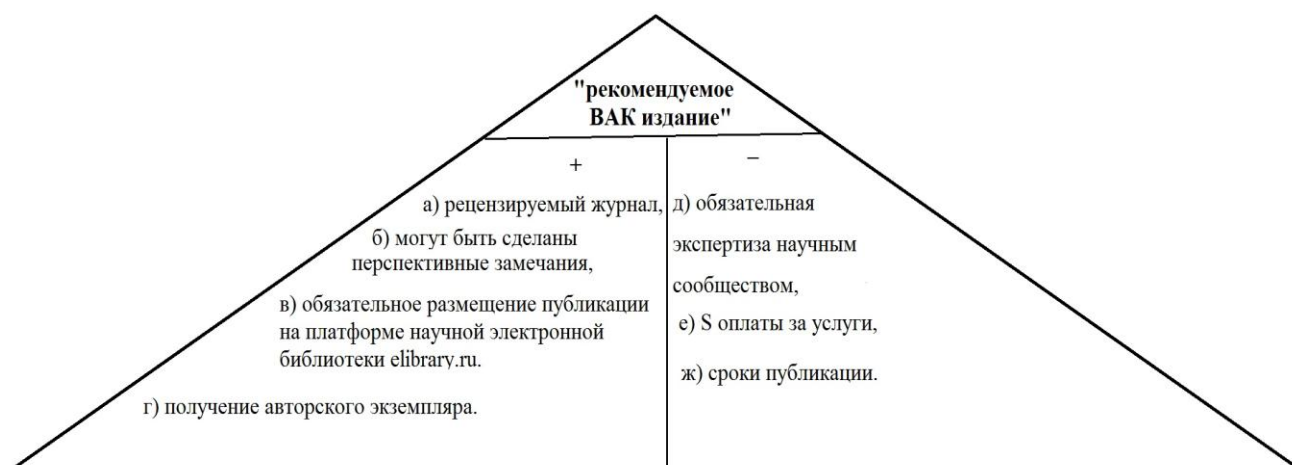 "рекомендуемое
ВАК издание"
+
а) рецензируемый журнал,
б) могут быть сделаны
перспективные замечания,
в) обязательное размещение публикации
на платформе научной электронной
библиотеки elibrary.ru.
г) получение авторского экземпляра.
–
д) обязательная
экспертиза научным
сообществом,
е) S оплаты за услуги,
ж) сроки публикации.